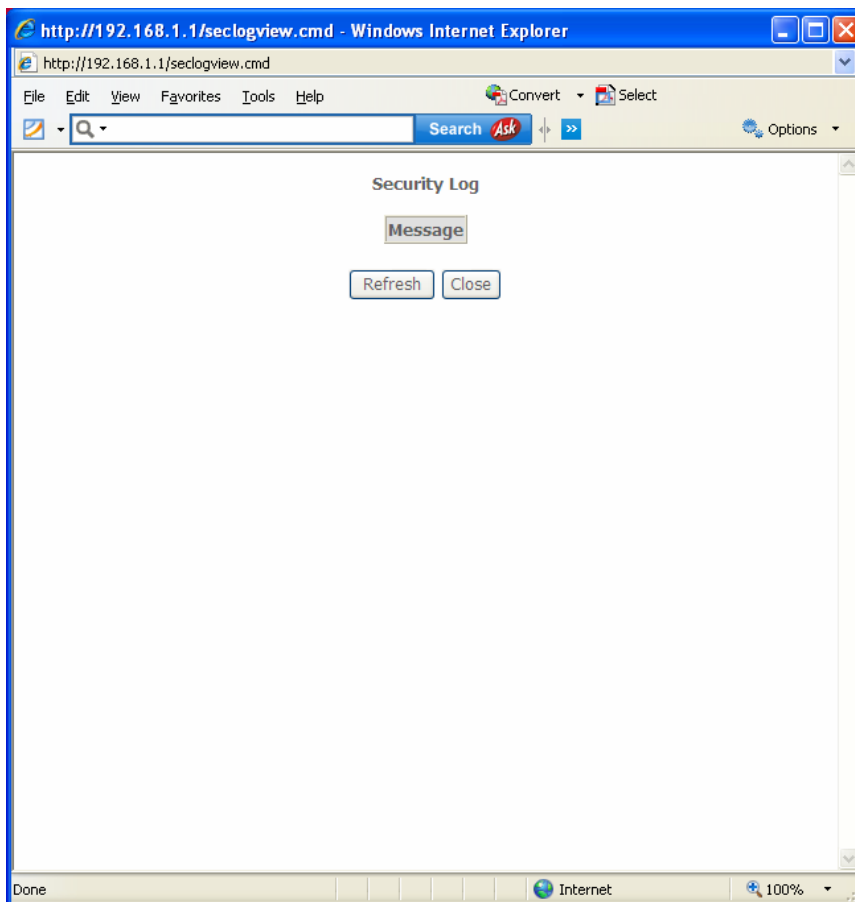 http://192.168.1.1/seclogview.cmd - Windows Internet Explorer
http://192.168.1.1/seclogview.cmd
File Edit View Favorites Tools Help Convert Select
Search Ask Options
Security Log
Message
Refresh Close
Done Internet 100%